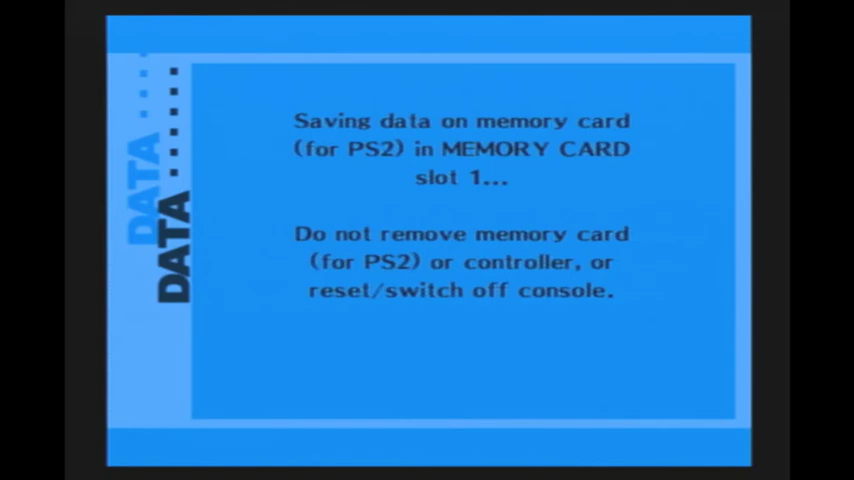 DATA
DATA
Saving data on memory card
(for PS2) in MEMORY CARD
slot 1...
Do not remove memory card
(for PS2) or controller, or
reset/switch off console.